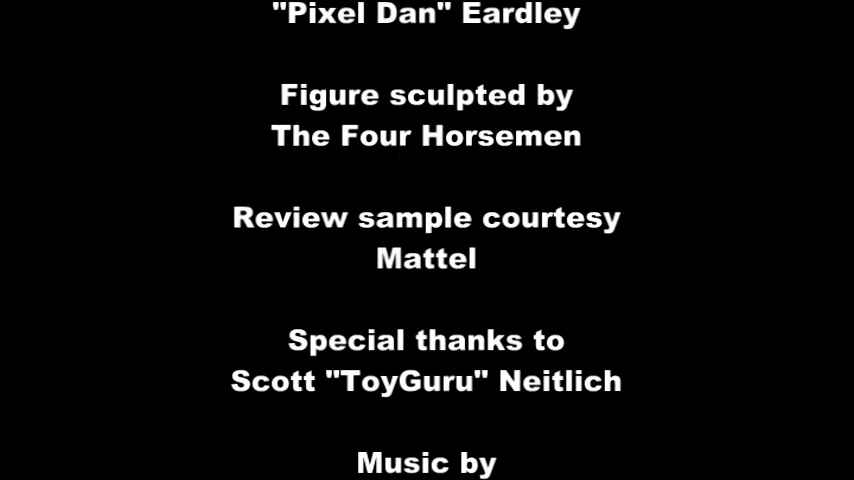 "Pixel Dan" Eardley
Figure sculpted by
The Four Horsemen
Review sample courtesy
Mattel
Special thanks to
Scott "ToyGuru" Neitlich
Music by